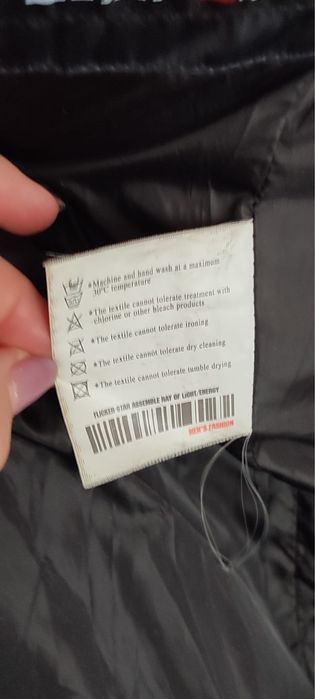 *Machine and hand wash at a maximum
30°C temperature
*The textile cannot tolerate treatment with
chlorine or other bleach products
*The textile cannot tolerate ironing
*The textile cannot tolerate dry cleaning
*The textile cannot tolerate tumble drying
FLICKER STAR ASSEMBLE RAY OF LIGHT/ENERGY
MEN'S FASHION